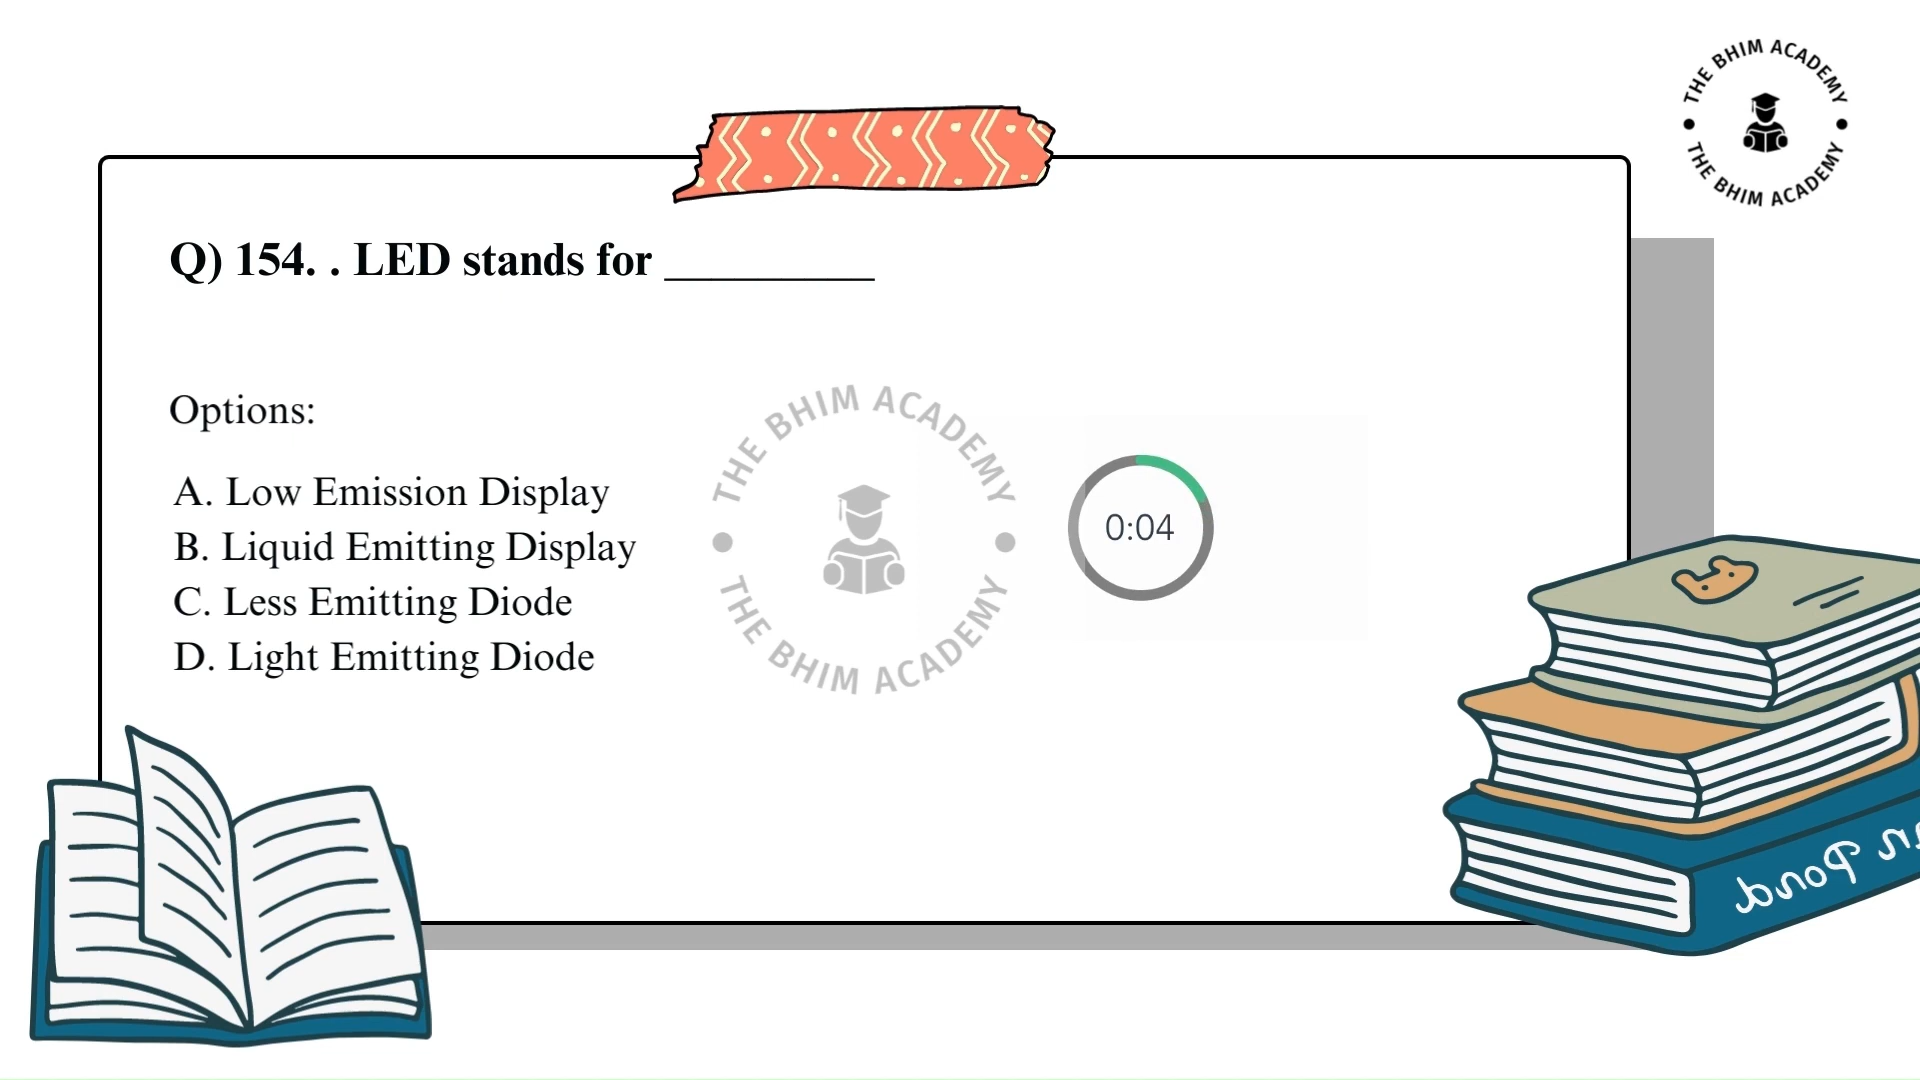 THE BHIM ACADEMY
THE BHIM ACADEMY
Q) 154. . LED stands for _________
Options:
A. Low Emission Display
B. Liquid Emitting Display
C. Less Emitting Diode
D. Light Emitting Diode
THE BHIM ACADEMY
THE BHIM ACADEMY
0:04
Pond